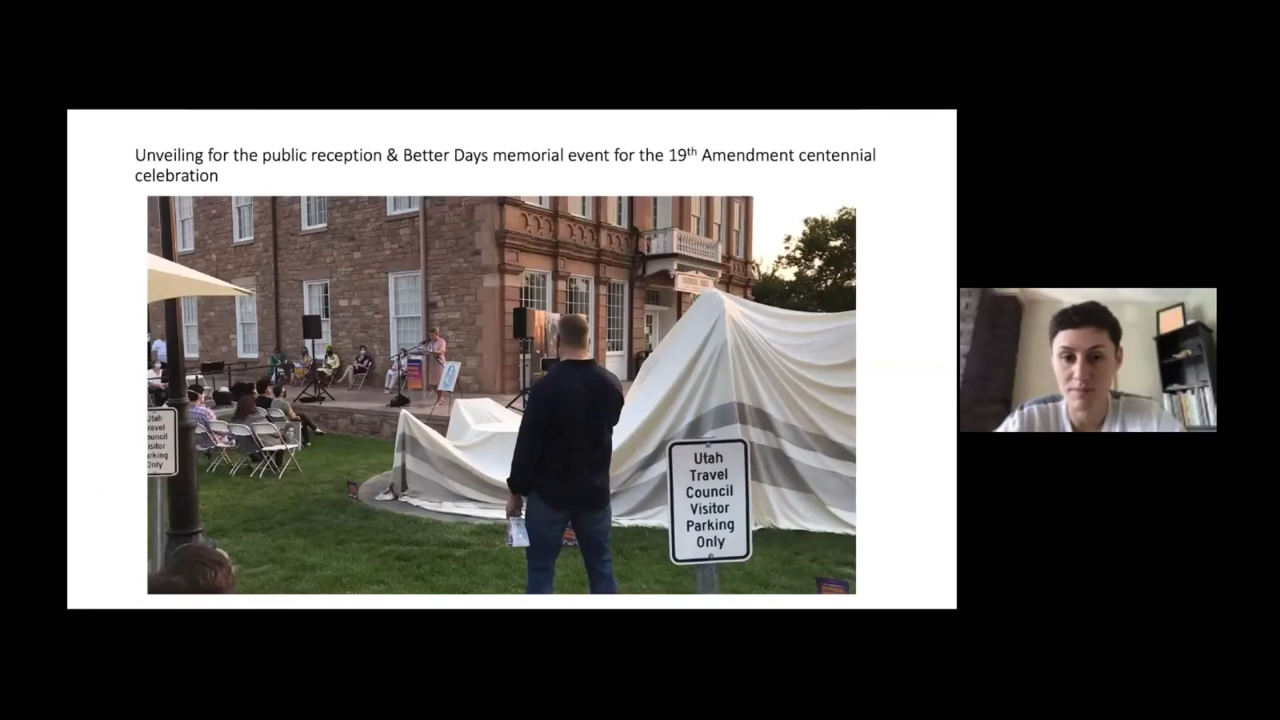 Unveiling for the public reception & Better Days memorial event for the 19th Amendment centennial
celebration
Utah
Travel
Council
Visitor
Parking
Only
Utah
Travel
Council
Visitor
Parking
Only